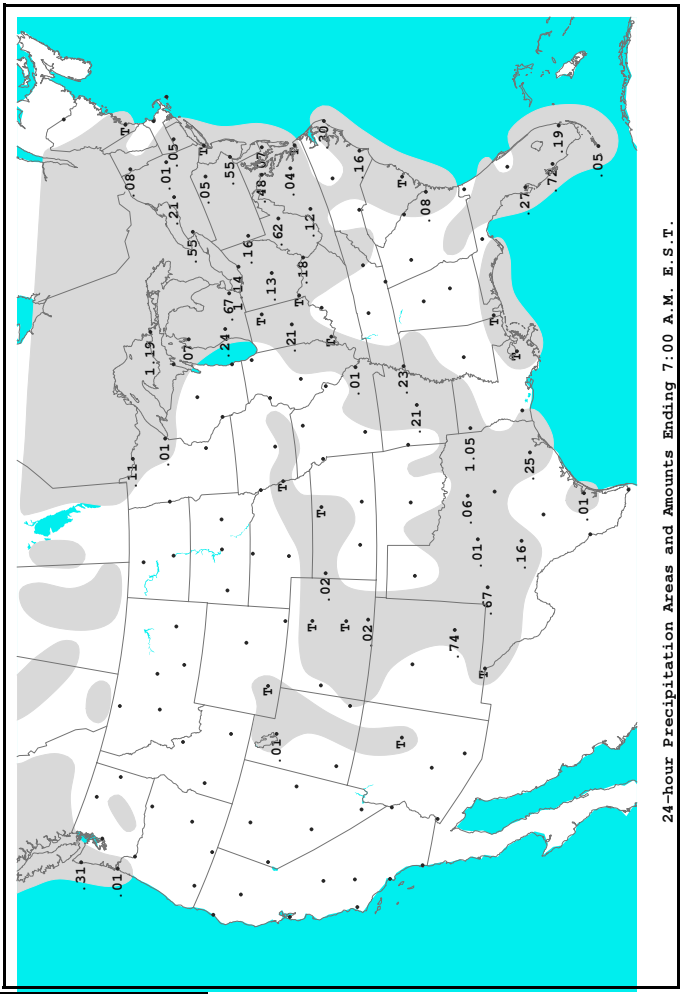 .31
.01
T
.08
.11
1.19
.01
.01
.05
.21
.07
.55
T
.05
.24
.67
.55
1.14
.16
.48
.07
T
T
.13
.01
.62
T
.04
.21
T
T
.18
.12
T
T
.30
.02
T
T
.01
.16
.02
T
T
.23
.21
.08
.74
.06
1.05
.01
T
.67
T
T
.16
.27
.25
.72
.19
.01
.05
24-hour Precipitation Areas and Amounts Ending 7:00 A.M. E.S.T.